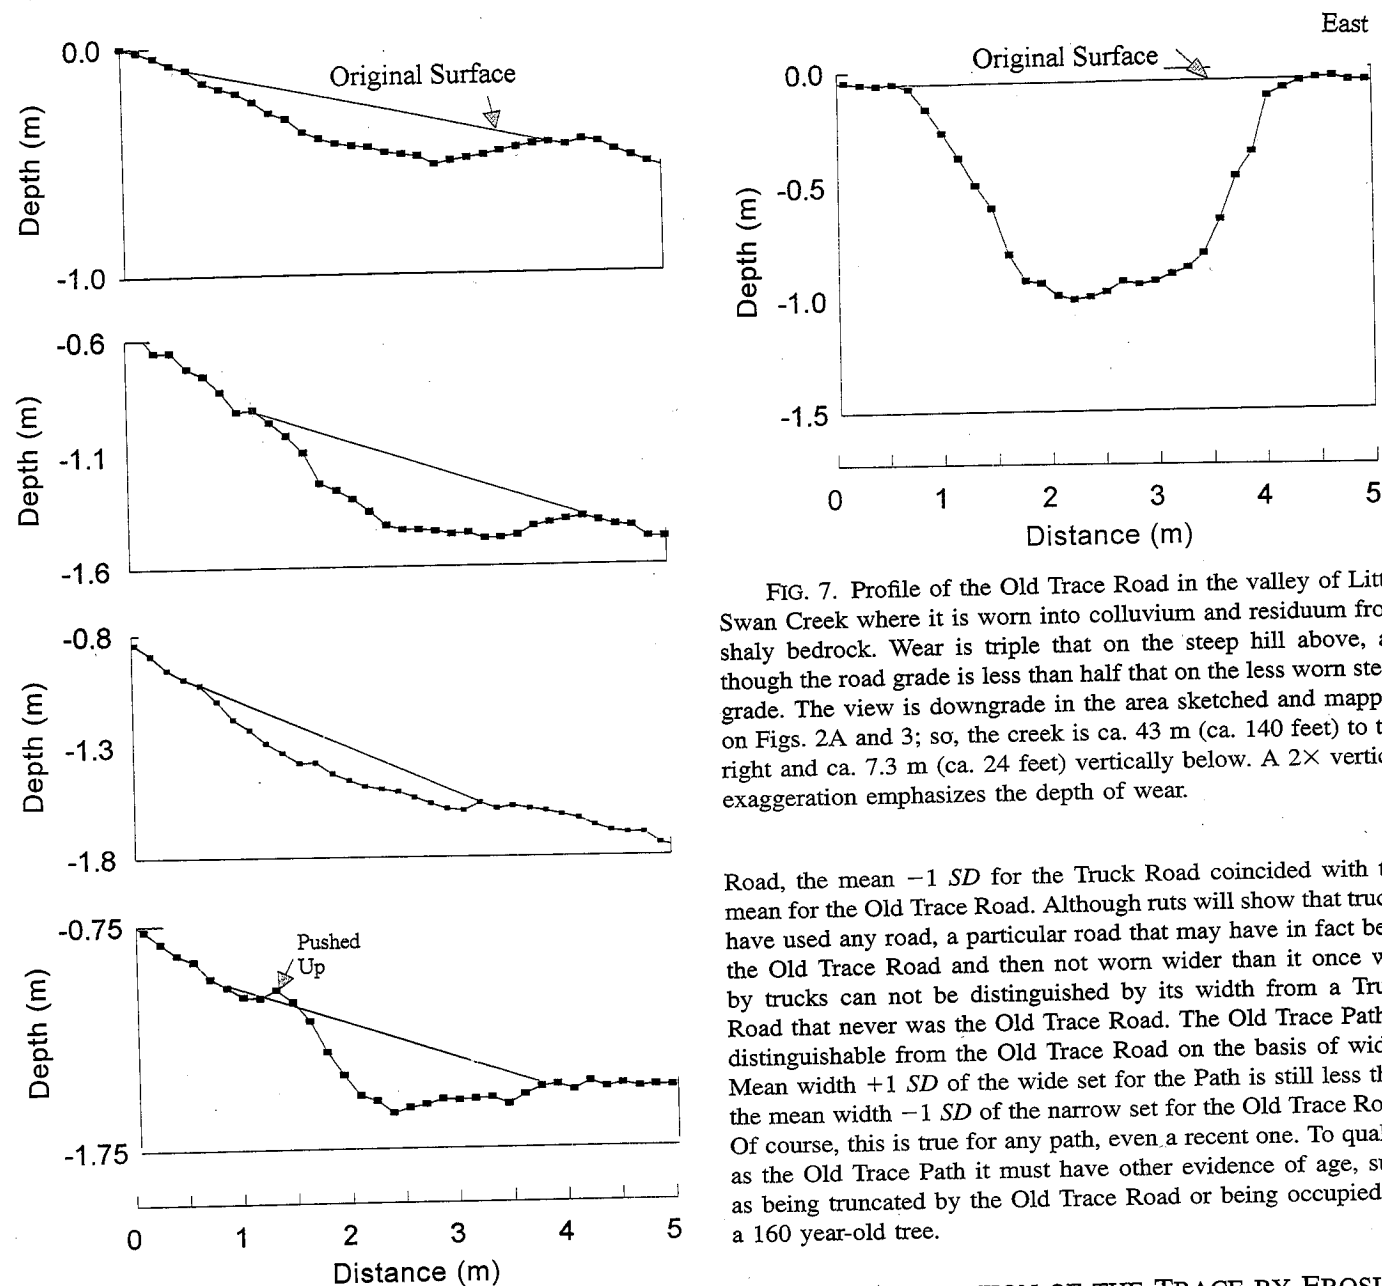 0.0
Original Surface
Depth (m)
-1.0
-0.6
Depth (m)
-1.1
-1.6
-0.8
Depth (m)
-1.3
-1.8
-0.75
Pushed
Up
Depth (m)
-1.75
0 1 2 3 4 5
Distance (m)
East
Original Surface
0.0
Depth (m)
-0.5
-1.0
-1.5
0 1 2 3 4 5
Distance (m)
FIG. 7. Profile of the Old Trace Road in the valley of Litt
Swan Creek where it is worn into colluvium and residuum fro
shaly bedrock. Wear is triple that on the steep hill above, a
though the road grade is less than half that on the less worn ste
grade. The view is downgrade in the area sketched and mapp
on Figs. 2A and 3; so, the creek is ca. 43 m (ca. 140 feet) to t
right and ca. 7.3 m (ca. 24 feet) vertically below. A 2× vertic
exaggeration emphasizes the depth of wear.
Road, the mean −1 SD for the Truck Road coincided with t
mean for the Old Trace Road. Although ruts will show that truc
have used any road, a particular road that may have in fact be
the Old Trace Road and then not worn wider than it once w
by trucks can not be distinguished by its width from a Tru
Road that never was the Old Trace Road. The Old Trace Path
distinguishable from the Old Trace Road on the basis of wid
Mean width +1 SD of the wide set for the Path is still less th
the mean width −1 SD of the narrow set for the Old Trace Ro
Of course, this is true for any path, even a recent one. To qual
as the Old Trace Path it must have other evidence of age, su
as being truncated by the Old Trace Road or being occupied
a 160 year-old tree.
OF THE TRACE BY EROSI